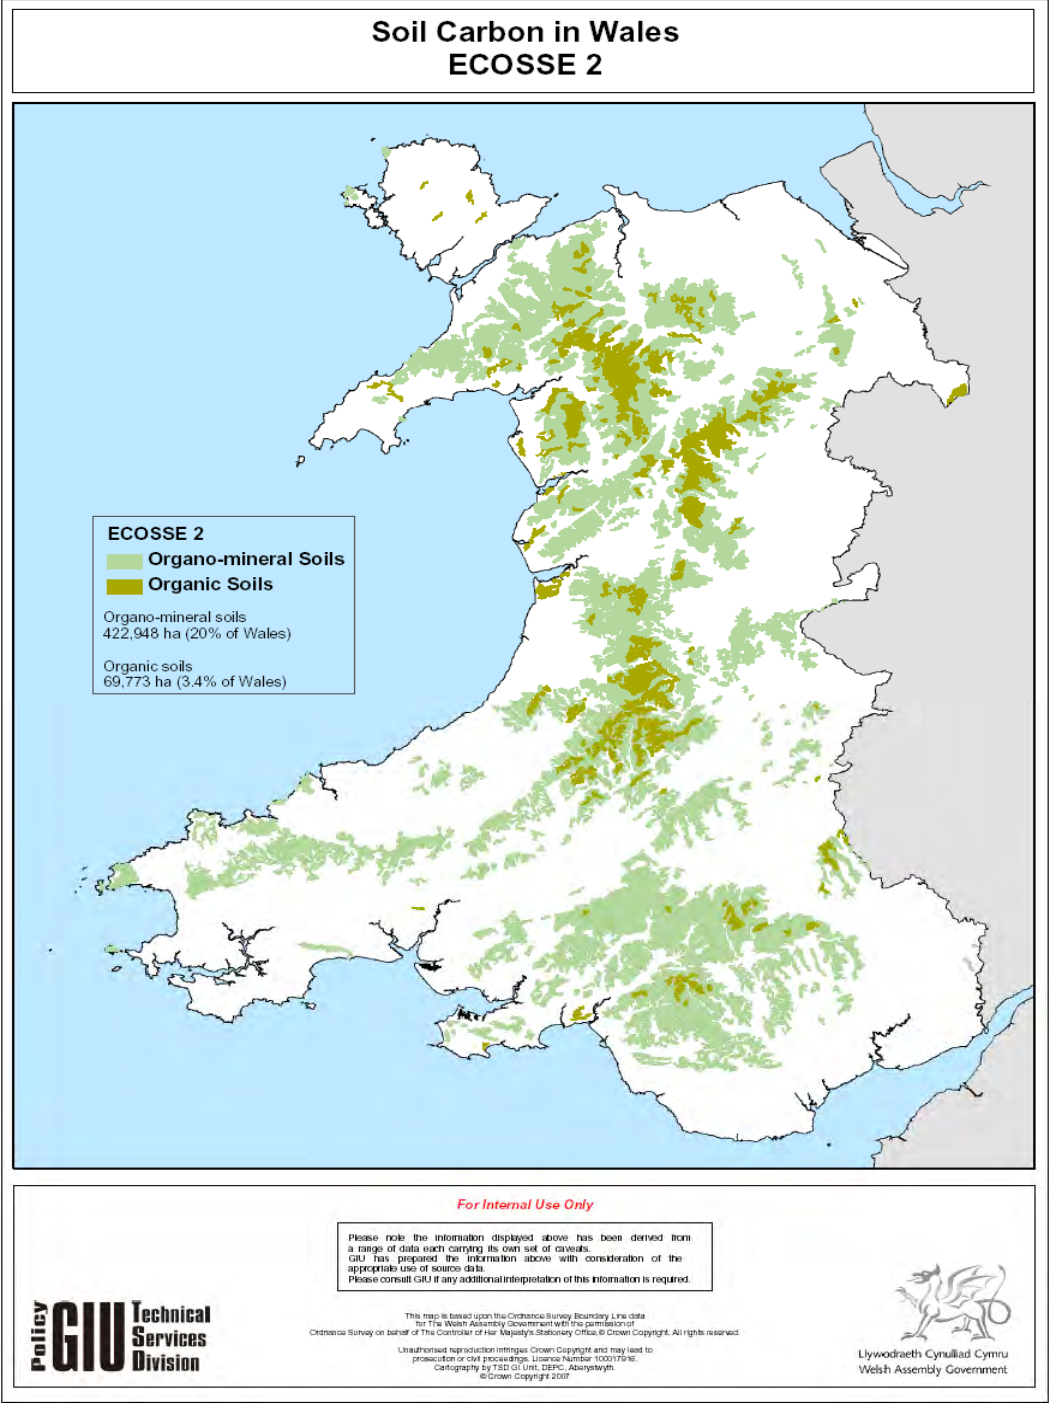 Soil Carbon in Wales
ECOSSE 2
ECOSSE 2
Organo-mineral Soils
Organic Soils
Organo-mineral soils
422,948 ha (20% of Wales)
Organic soils
69,773 ha (3.4% of Wales)
For Internal Use Only
Please note the information displayed above has been derived from
a range of data each carrying its own set of caveats.
GIU has prepared the information above with consideration of the
appropriate use of source data.
Please consult GIU if any additional interpretation of this information is required.
This map is based upon the Ordnance Survey Boundary Line data
for The Welsh Assembly Government with the permission of
Ordnance Survey on behalf of The Controller of Her Majesty's Stationery Office, © Crown Copyright. All rights reserved.
Unauthorised reproduction infringes Crown Copyright and may lead to
prosecution or civil proceedings. Licence Number 100017916.
Cartography by TSD GI Unit, DEPC, Aberystwyth.
© Crown Copyright 2007
Policy GIU Technical
Services
Division
Llywodraeth Cynulliad Cymru
Welsh Assembly Government